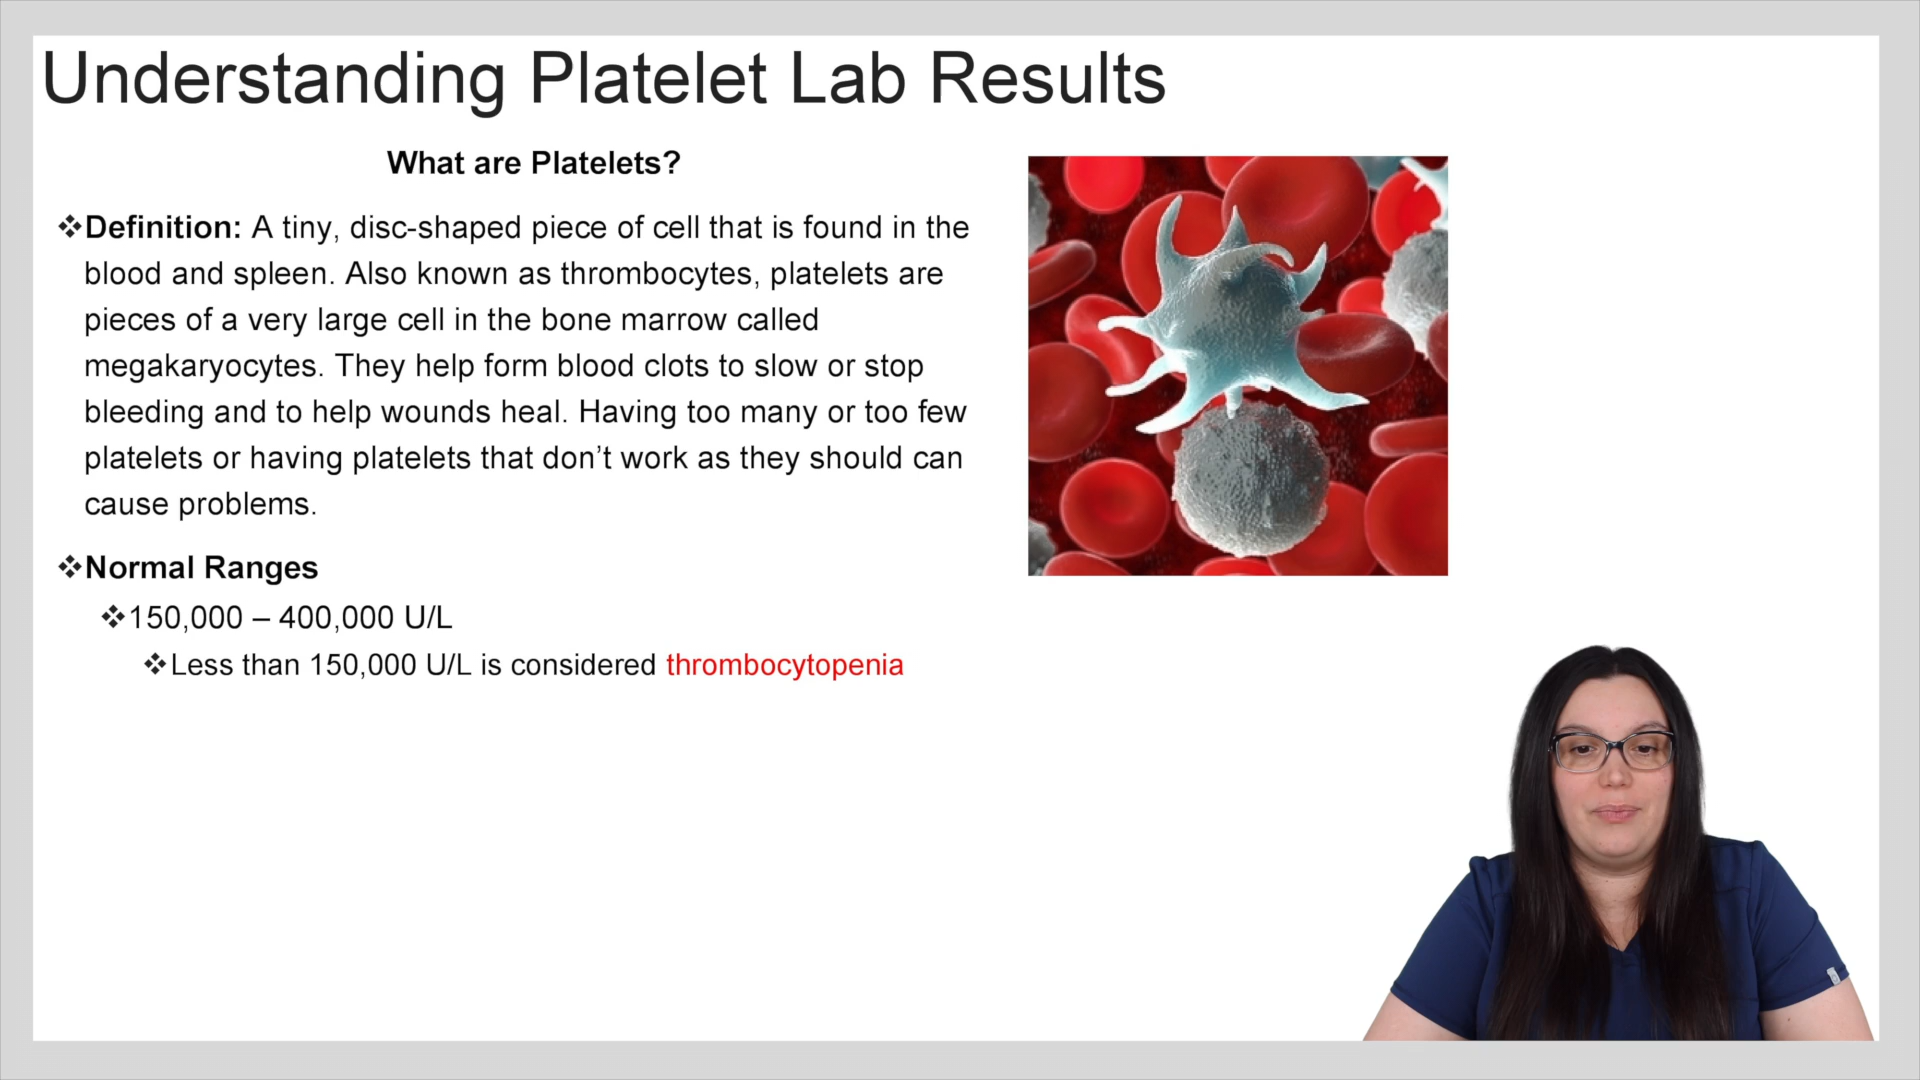 Understanding Platelet Lab Results
What are Platelets?
❖Definition: A tiny, disc-shaped piece of cell that is found in the
blood and spleen. Also known as thrombocytes, platelets are
pieces of a very large cell in the bone marrow called
megakaryocytes. They help form blood clots to slow or stop
bleeding and to help wounds heal. Having too many or too few
platelets or having platelets that don’t work as they should can
cause problems.
❖Normal Ranges
❖150,000 – 400,000 U/L
❖Less than 150,000 U/L is considered thrombocytopenia